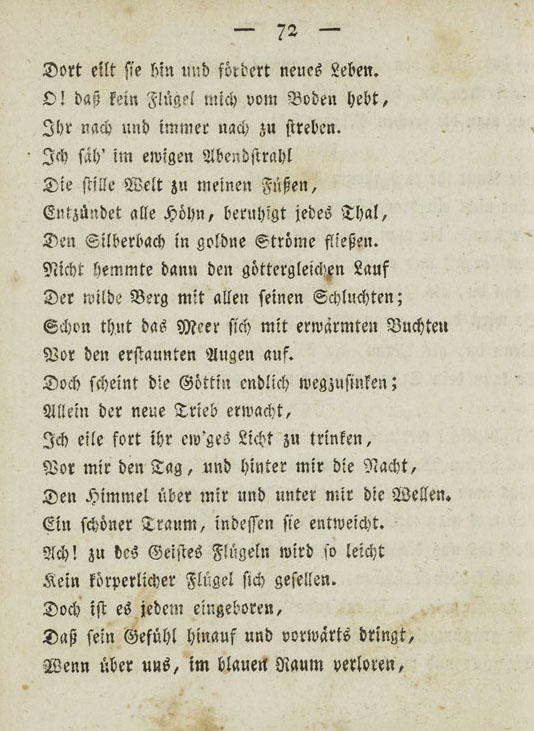 — 72 —
Dort eilt sie hin und fördert neues Leben.
O! daß kein Flügel mich vom Boden hebt,
Ihr nach und immer nach zu streben.
Ich säh' im ewigen Abendstrahl
Die stille Welt zu meinen Füßen,
Entzündet alle Höhn, beruhigt jedes Thal,
Den Silberbach in goldne Ströme fließen.
Nicht hemmte dann den göttergleichen Lauf
Der wilde Berg mit allen seinen Schluchten;
Schon thut das Meer sich mit erwärmten Buchten
Vor den erstaunten Augen auf.
Doch scheint die Göttin endlich wegzusinken;
Allein der neue Trieb erwacht,
Ich eile fort ihr ew'ges Licht zu trinken,
Vor mir den Tag, und hinter mir die Nacht,
Den Himmel über mir und unter mir die Wellen.
Ein schöner Traum, indessen sie entweicht.
Ach! zu des Geistes Flügeln wird so leicht
Kein körperlicher Flügel sich gesellen.
Doch ist es jedem eingeboren,
Daß sein Gefühl hinauf und vorwärts dringt,
Wenn über uns, im blauen Raum verloren,